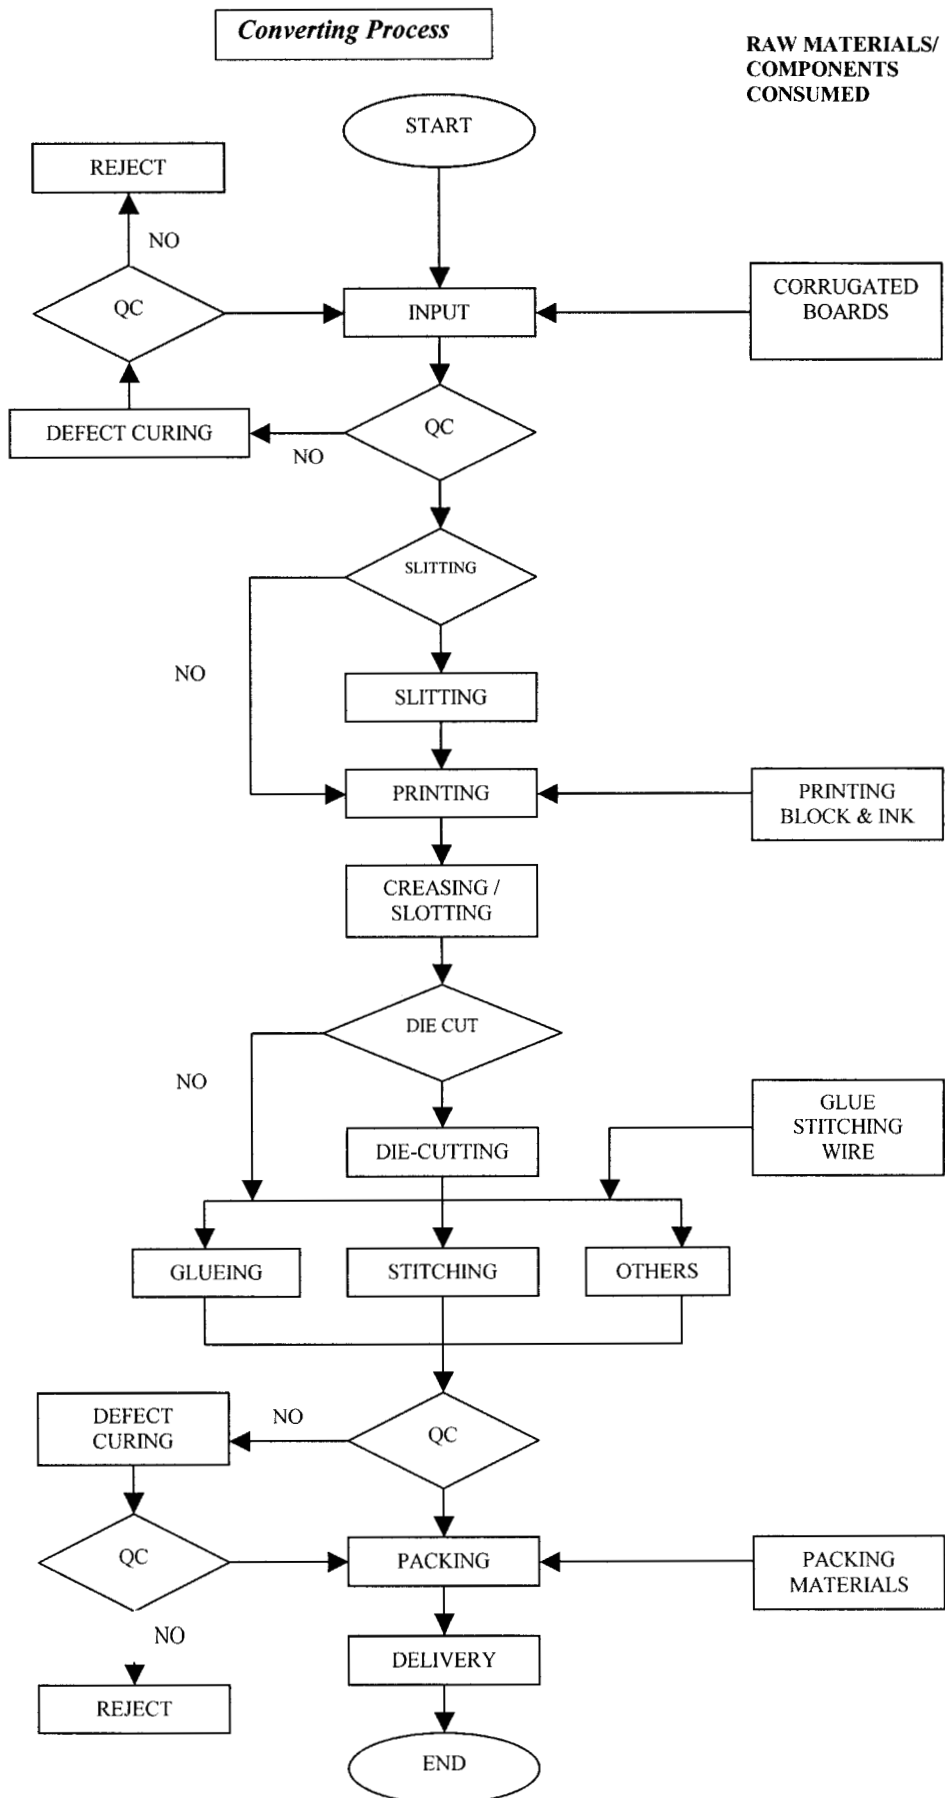 Converting Process
RAW MATERIALS/
COMPONENTS
CONSUMED
START
REJECT
NO
QC
INPUT
CORRUGATED
BOARDS
DEFECT CURING
NO
QC
SLITTING
NO
SLITTING
PRINTING
PRINTING
BLOCK & INK
CREASING /
SLOTTING
DIE CUT
NO
GLUE
STITCHING
WIRE
DIE-CUTTING
GLUEING
STITCHING
OTHERS
DEFECT
CURING
NO
QC
QC
PACKING
PACKING
MATERIALS
NO
DELIVERY
REJECT
END